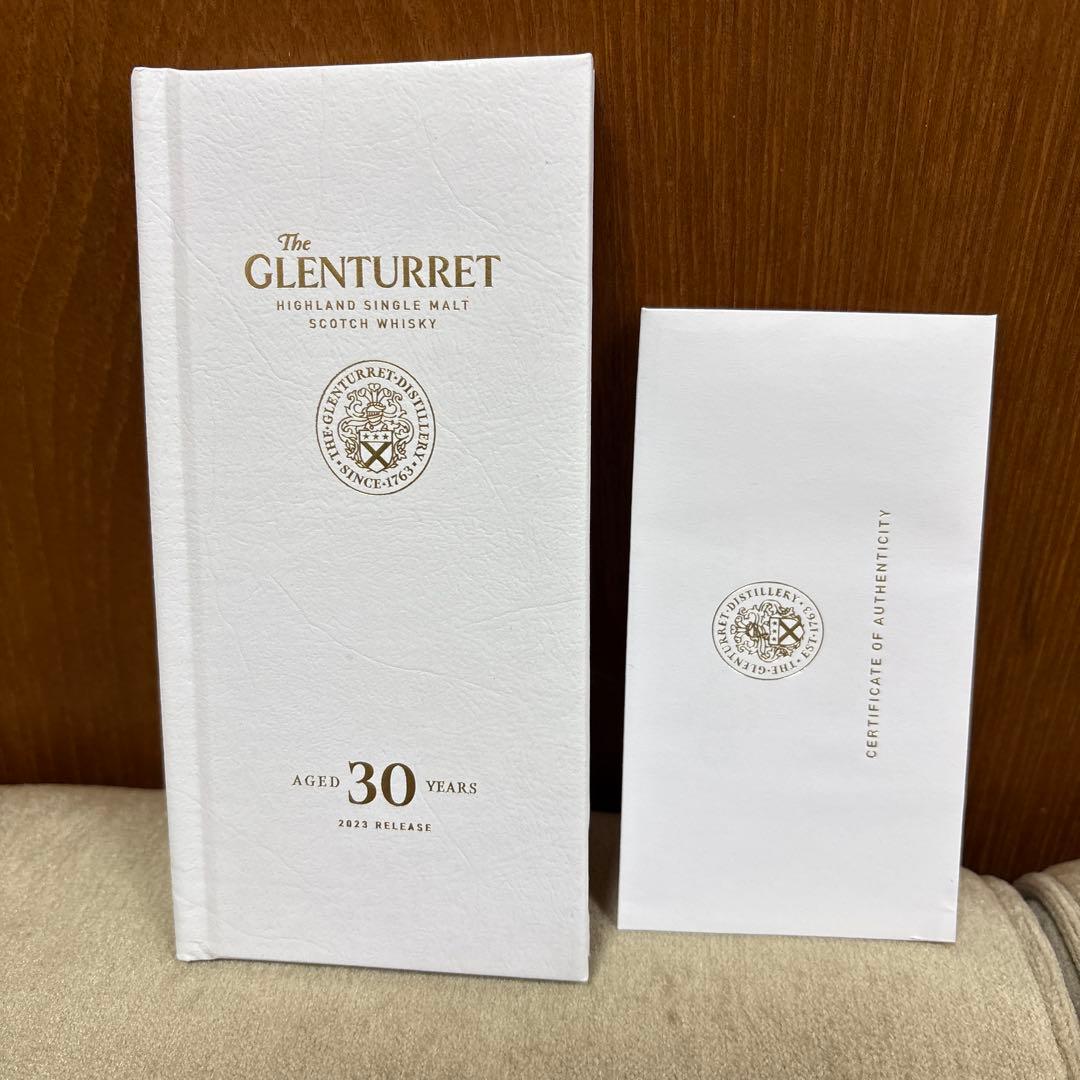 The
GLENTURRET
HIGHLAND SINGLE MALT
SCOTCH WHISKY
THE·GLENTURRET·DISTILLERY
·SINCE·1763·
AGED 30 YEARS
2023 RELEASE
·THE·GLENTURRET·DISTILLERY·
EST·1763
CERTIFICATE OF AUTHENTICITY